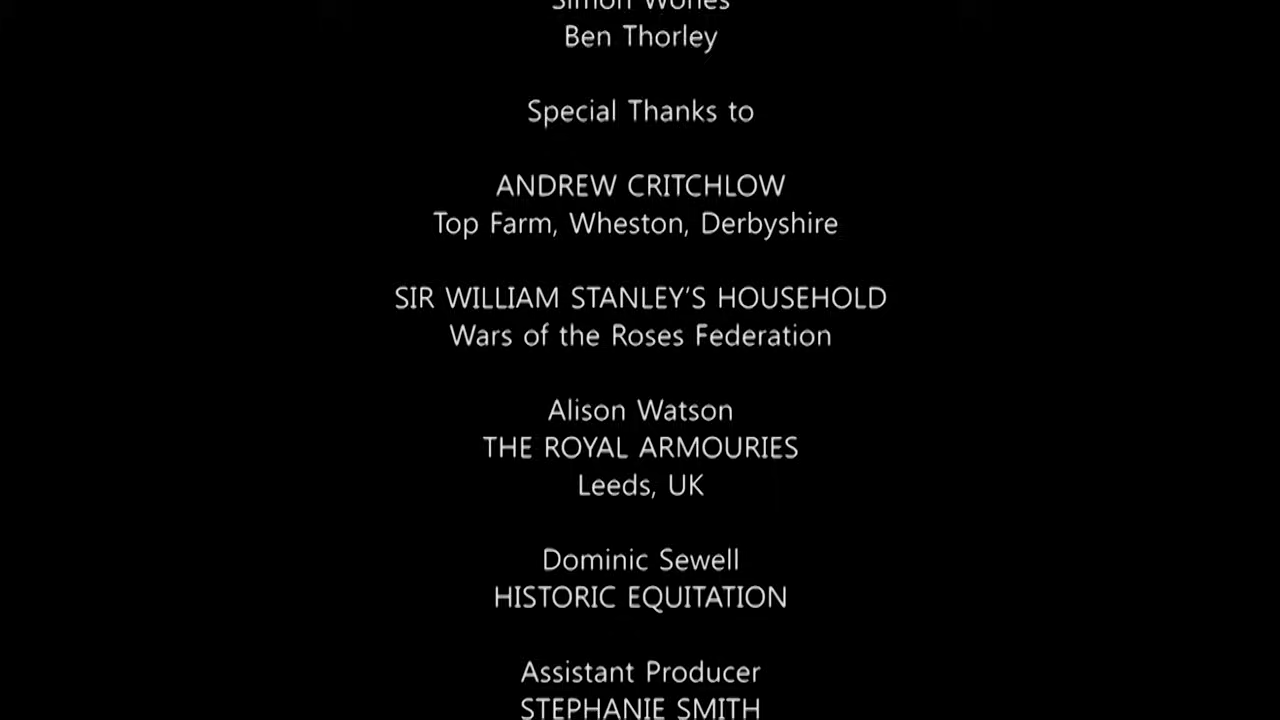 Simon
Ben Thorley
Special Thanks to
ANDREW CRITCHLOW
Top Farm, Wheston, Derbyshire
SIR WILLIAM STANLEY'S HOUSEHOLD
Wars of the Roses Federation
Alison Watson
THE ROYAL ARMOURIES
Leeds, UK
Dominic Sewell
HISTORIC EQUITATION
Assistant Producer
STEPHANIE SMITH